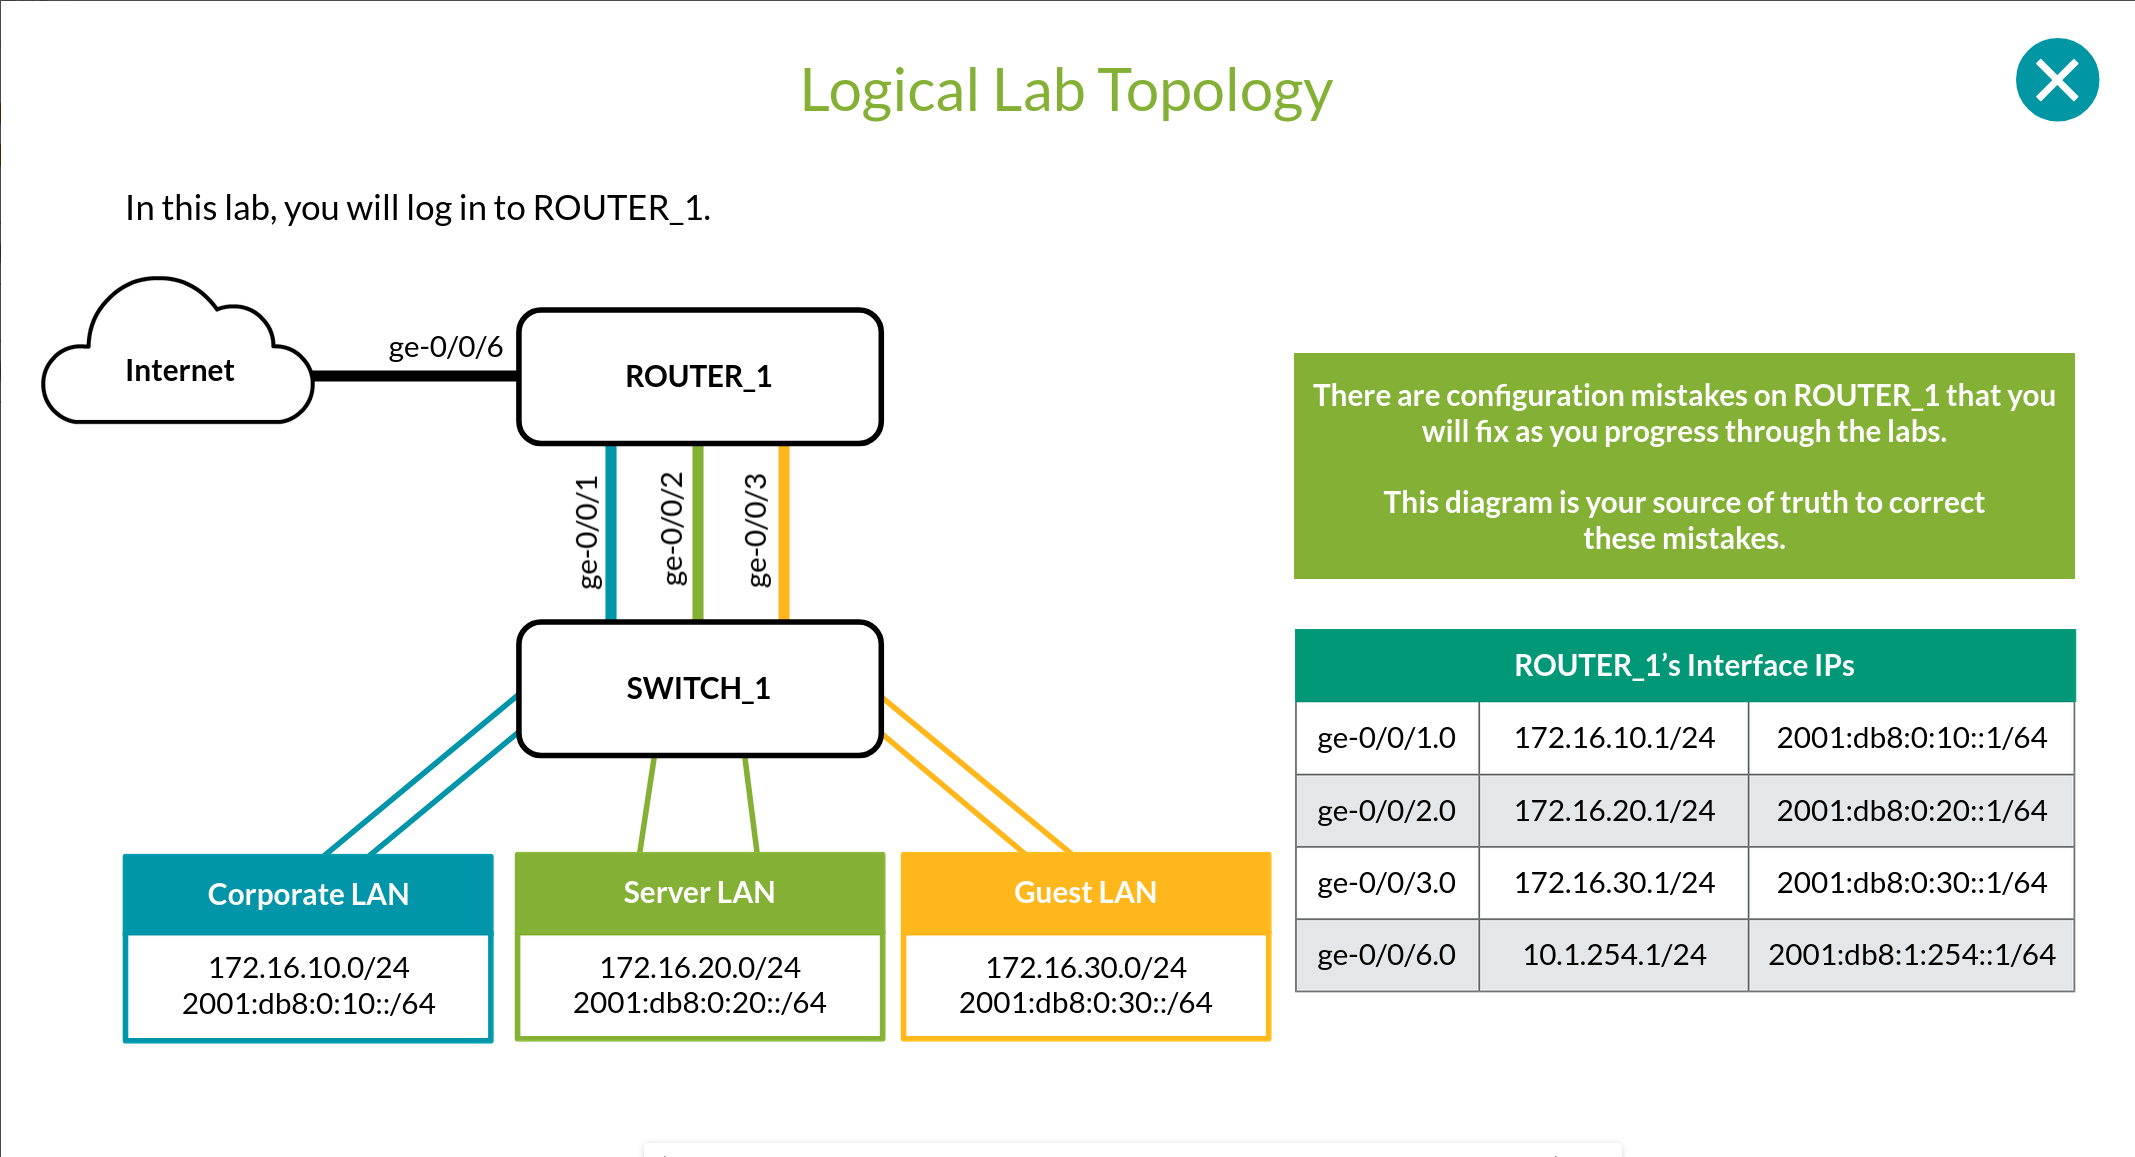 Logical Lab Topology
In this lab, you will log in to ROUTER_1.
Internet
ge-0/0/6
ROUTER_1
ge-0/0/1
ge-0/0/2
ge-0/0/3
SWITCH_1
Corporate LAN
172.16.10.0/24
2001:db8:0:10::/64
Server LAN
172.16.20.0/24
2001:db8:0:20::/64
Guest LAN
172.16.30.0/24
2001:db8:0:30::/64
There are configuration mistakes on ROUTER_1 that you
will fix as you progress through the labs.
This diagram is your source of truth to correct
these mistakes.
ROUTER_1’s Interface IPs
ge-0/0/1.0 172.16.10.1/24 2001:db8:0:10::1/64
ge-0/0/2.0 172.16.20.1/24 2001:db8:0:20::1/64
ge-0/0/3.0 172.16.30.1/24 2001:db8:0:30::1/64
ge-0/0/6.0 10.1.254.1/24 2001:db8:1:254::1/64